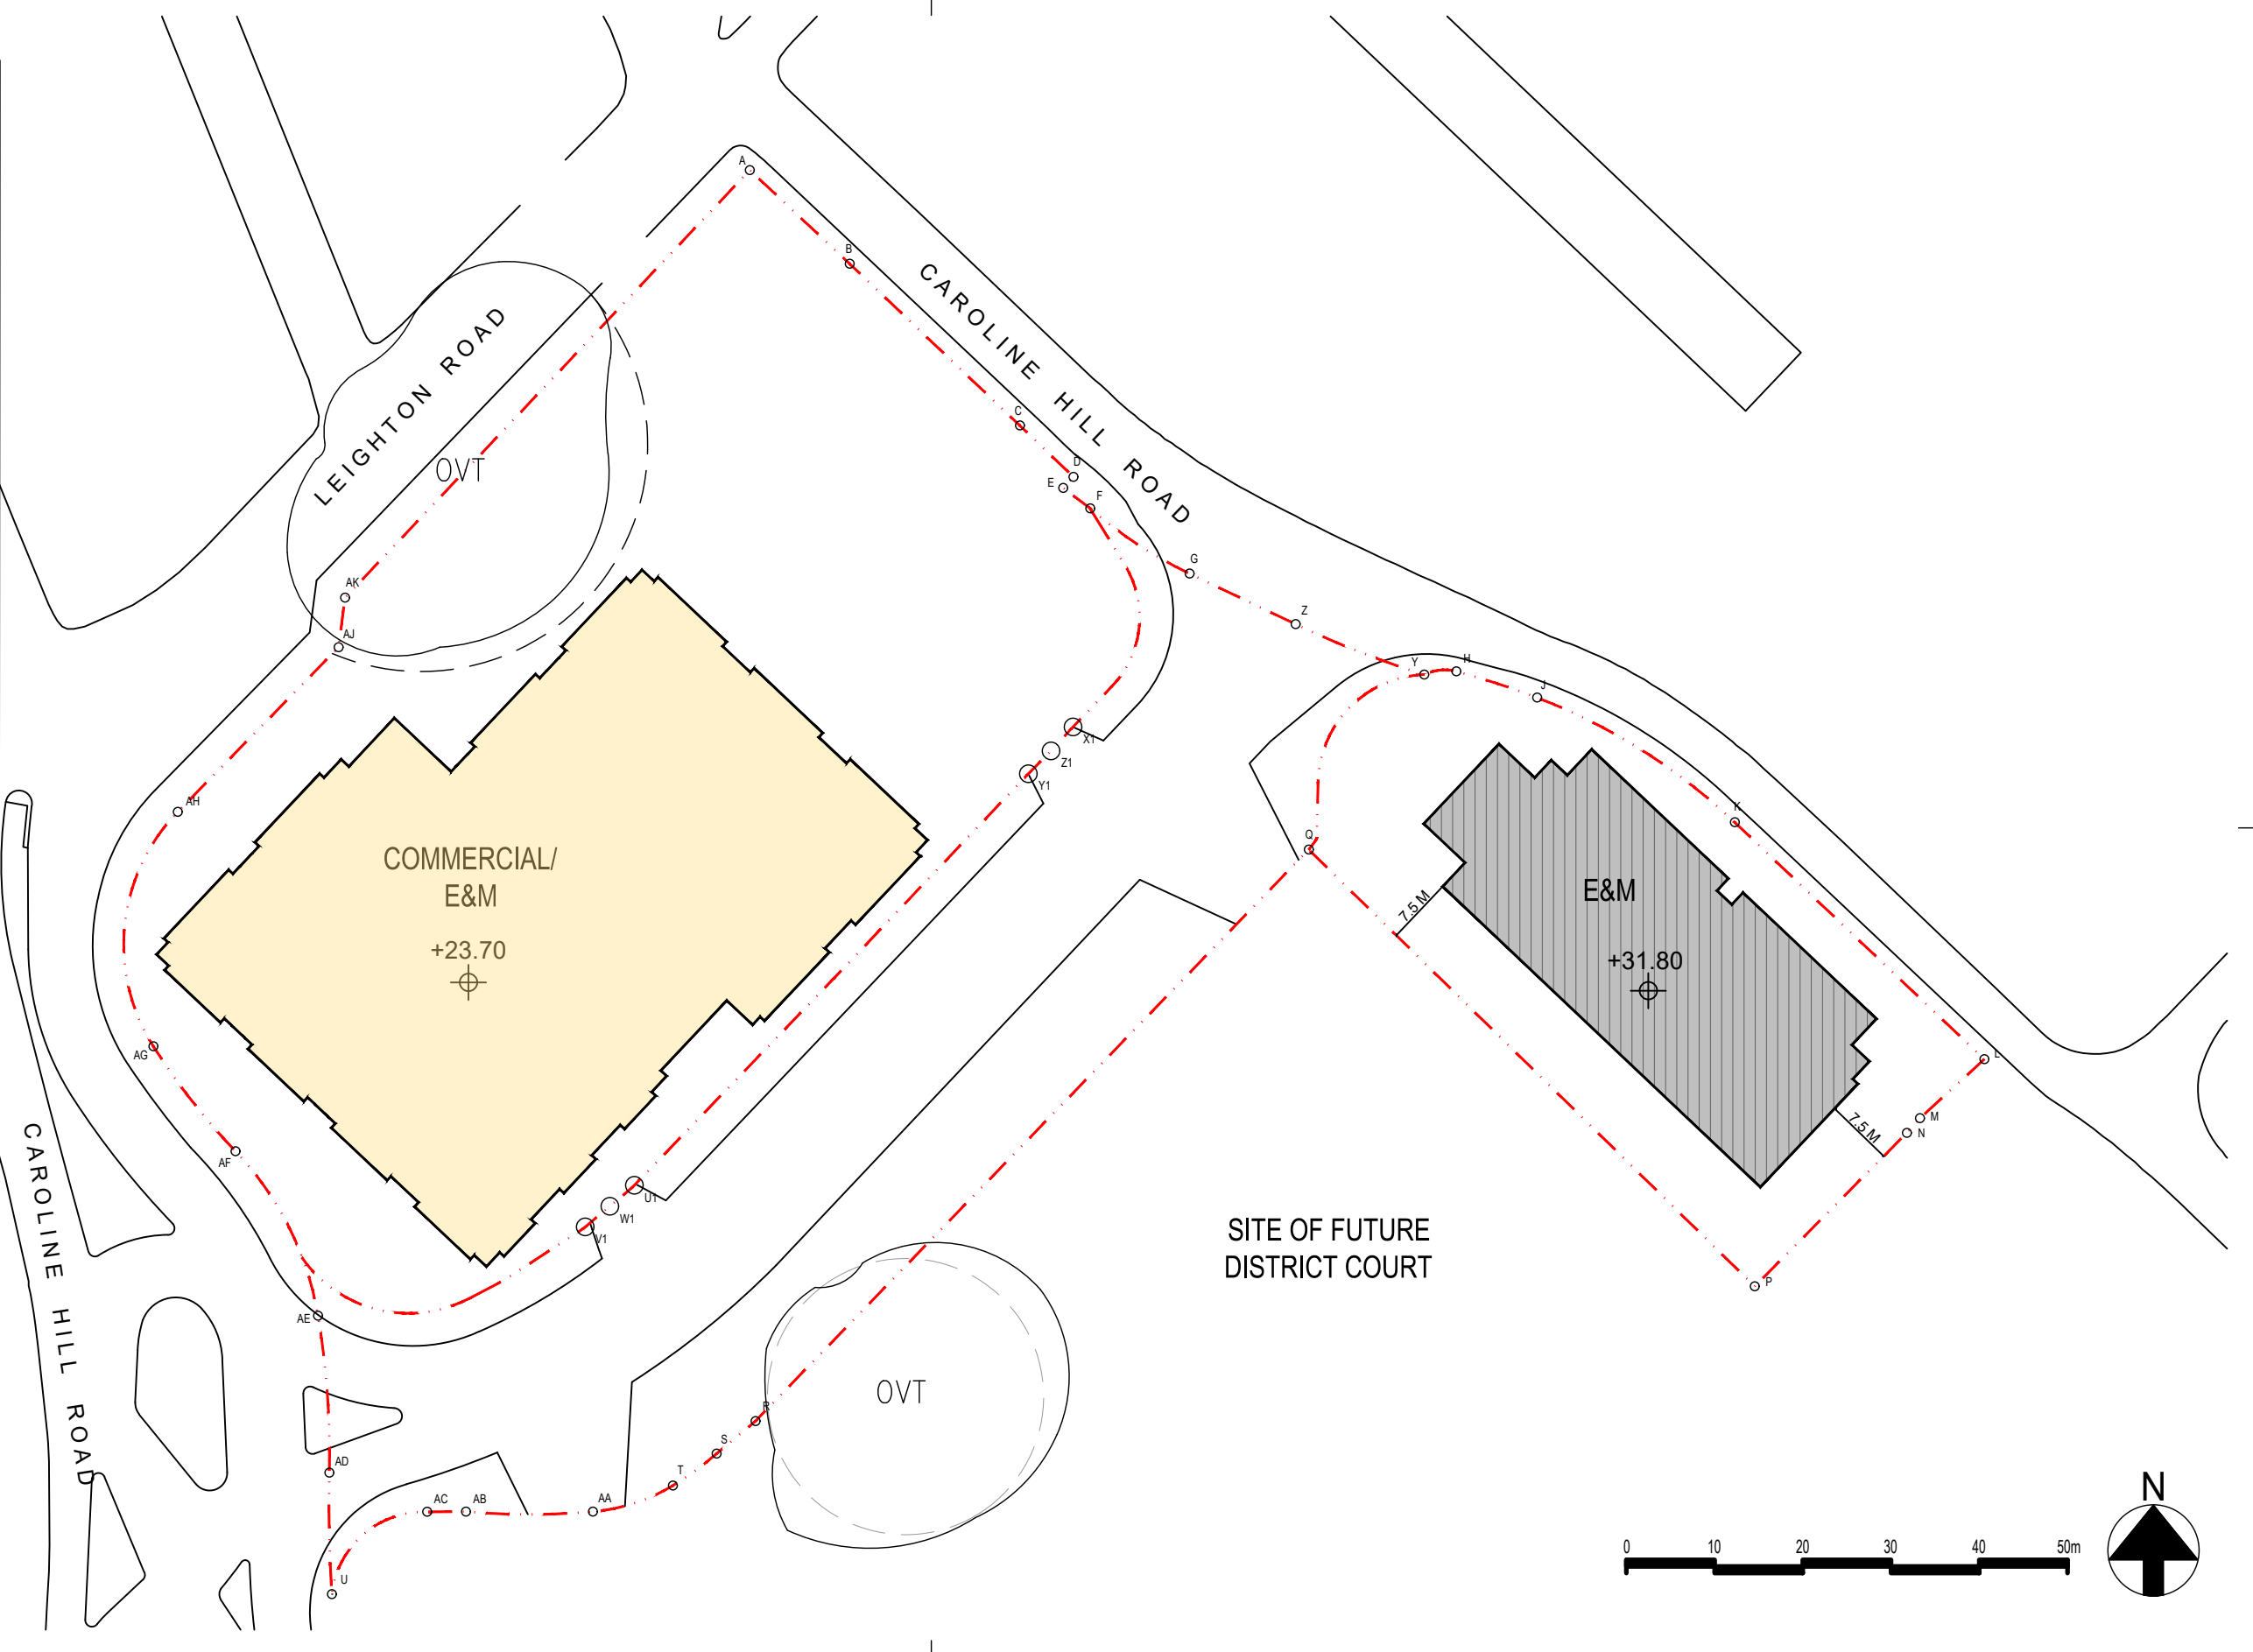 A
B
CAROLINE HILL ROAD
LEIGHTON ROAD
C
OVT
D
E
F
G
AK
Z
AJ
Y
H
J
X1
Z1
Y1
AH
K
Q
COMMERCIAL/
E&M
+23.70
7.5 M
E&M
+31.80
AG
L
M
N
7.5 M
AF
CAROLINE HILL ROAD
U1
W1
V1
SITE OF FUTURE
DISTRICT COURT
P
AE
OVT
R
S
T
AD
AC
AB
AA
U
N
0 10 20 30 40 50m